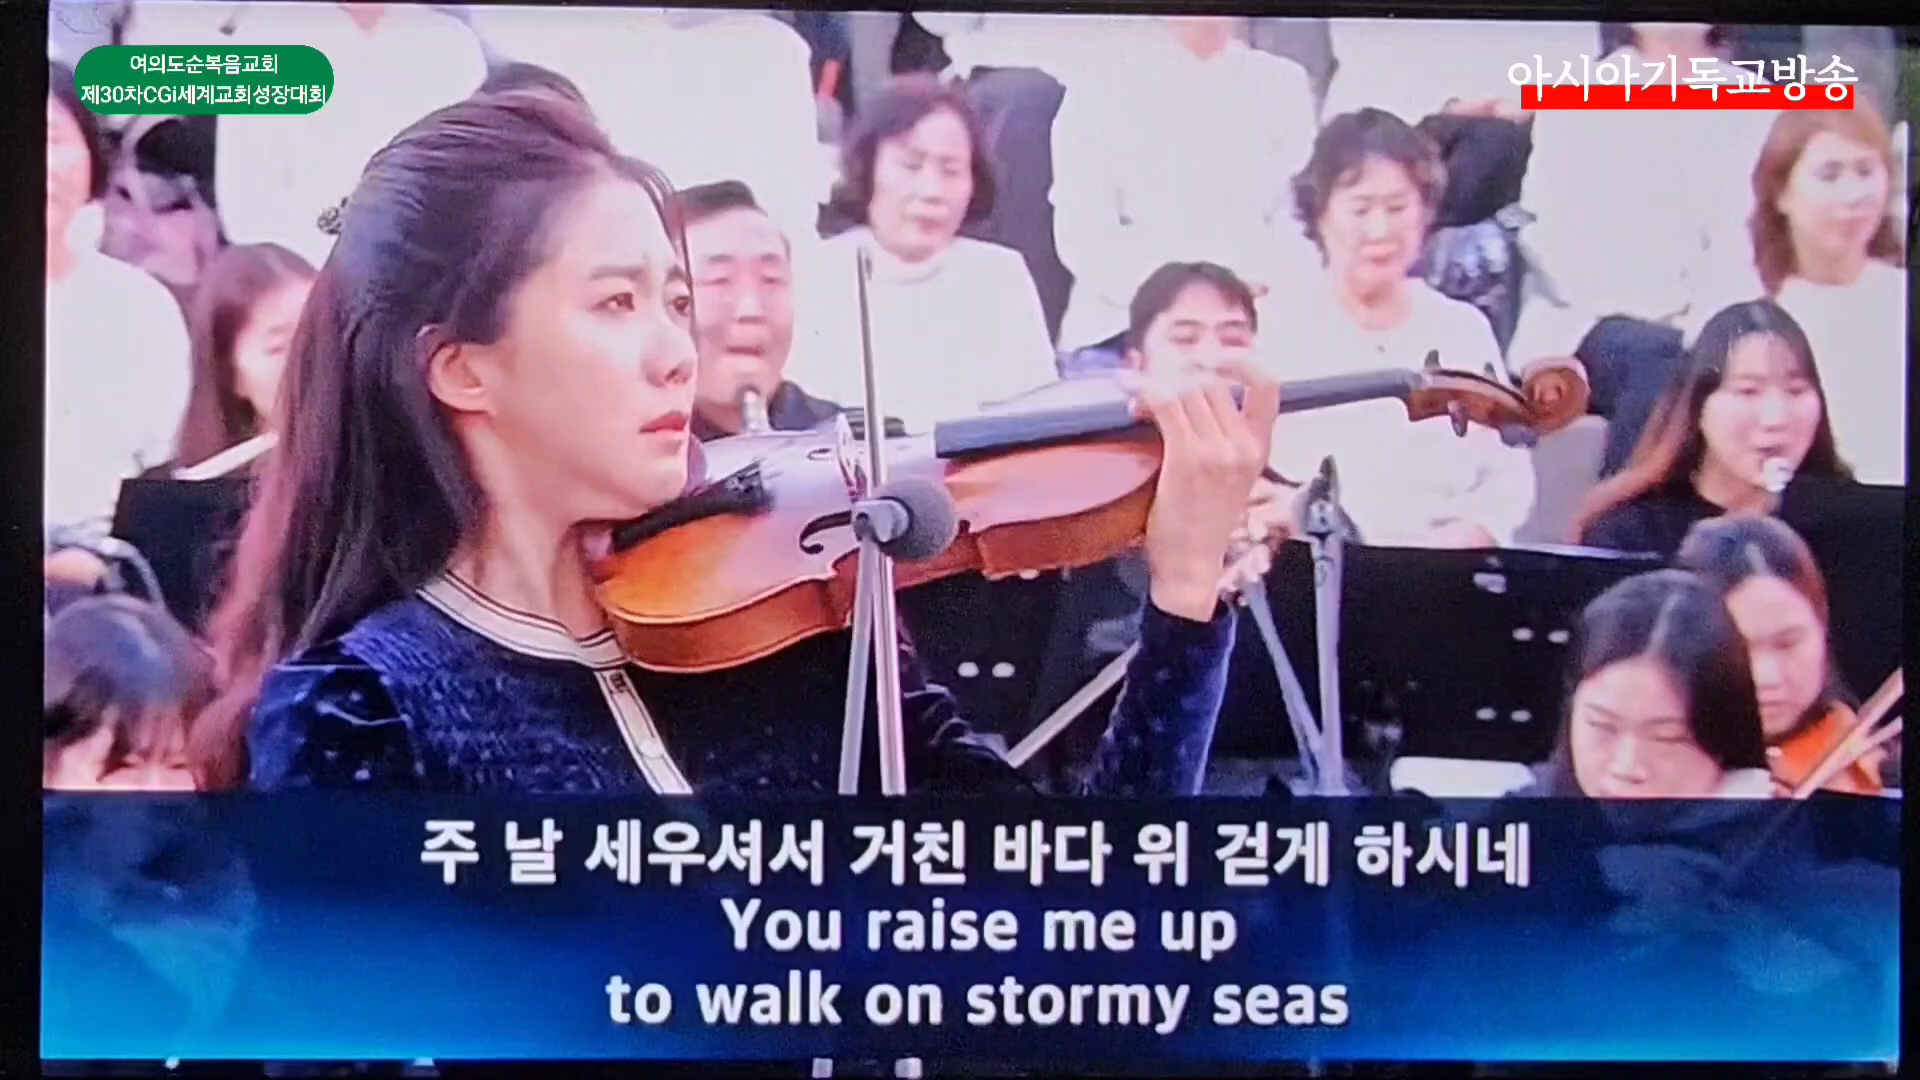 여의도순복음교회
제30차CGi세계교회성장대회
아시아기독교방송
주 날 세우셔서 거친 바다 위 걷게 하시네
You raise me up
to walk on stormy seas